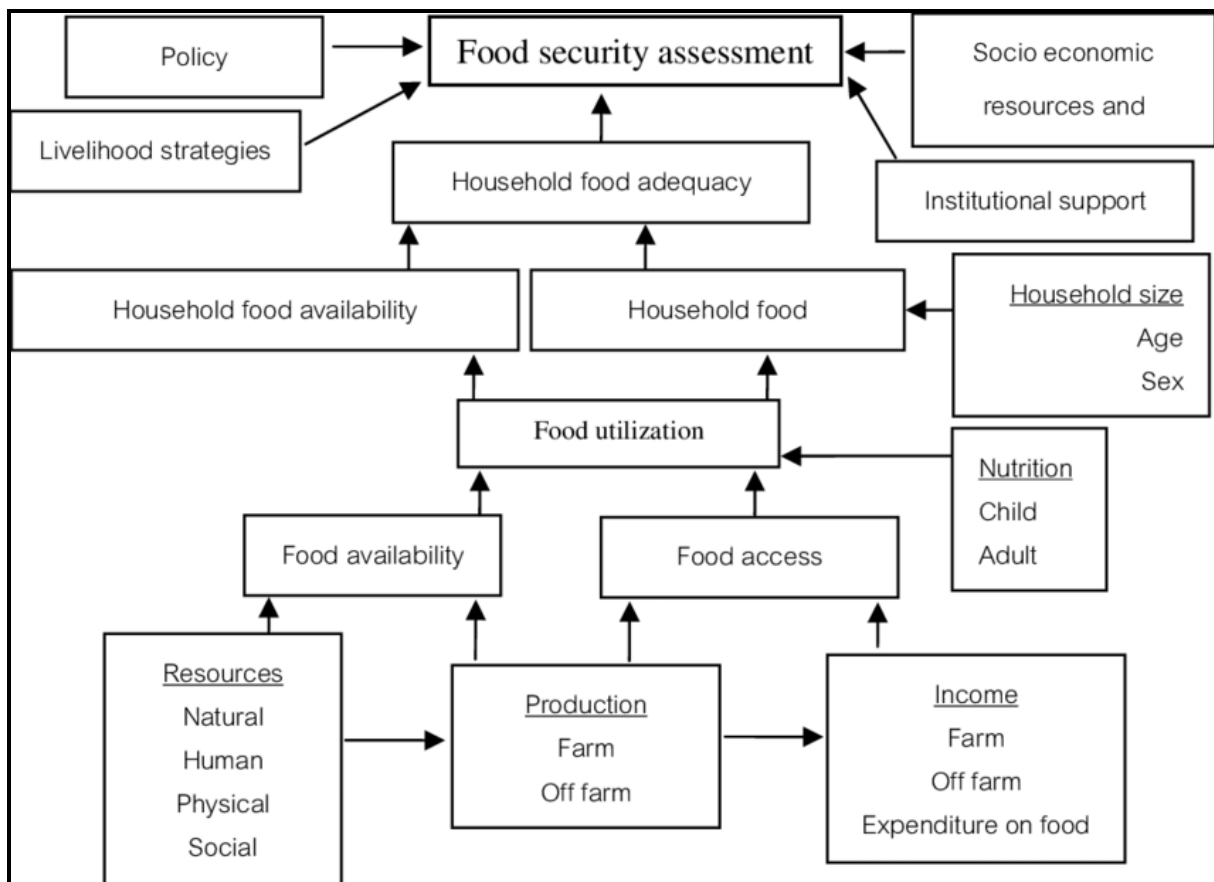 Policy
Food security assessment
Socio economic
resources and
Livelihood strategies
Household food adequacy
Institutional support
Household food availability
Household food
Household size
Age
Sex
Food utilization
Nutrition
Child
Adult
Food availability
Food access
Resources
Natural
Human
Physical
Social
Production
Farm
Off farm
Income
Farm
Off farm
Expenditure on food